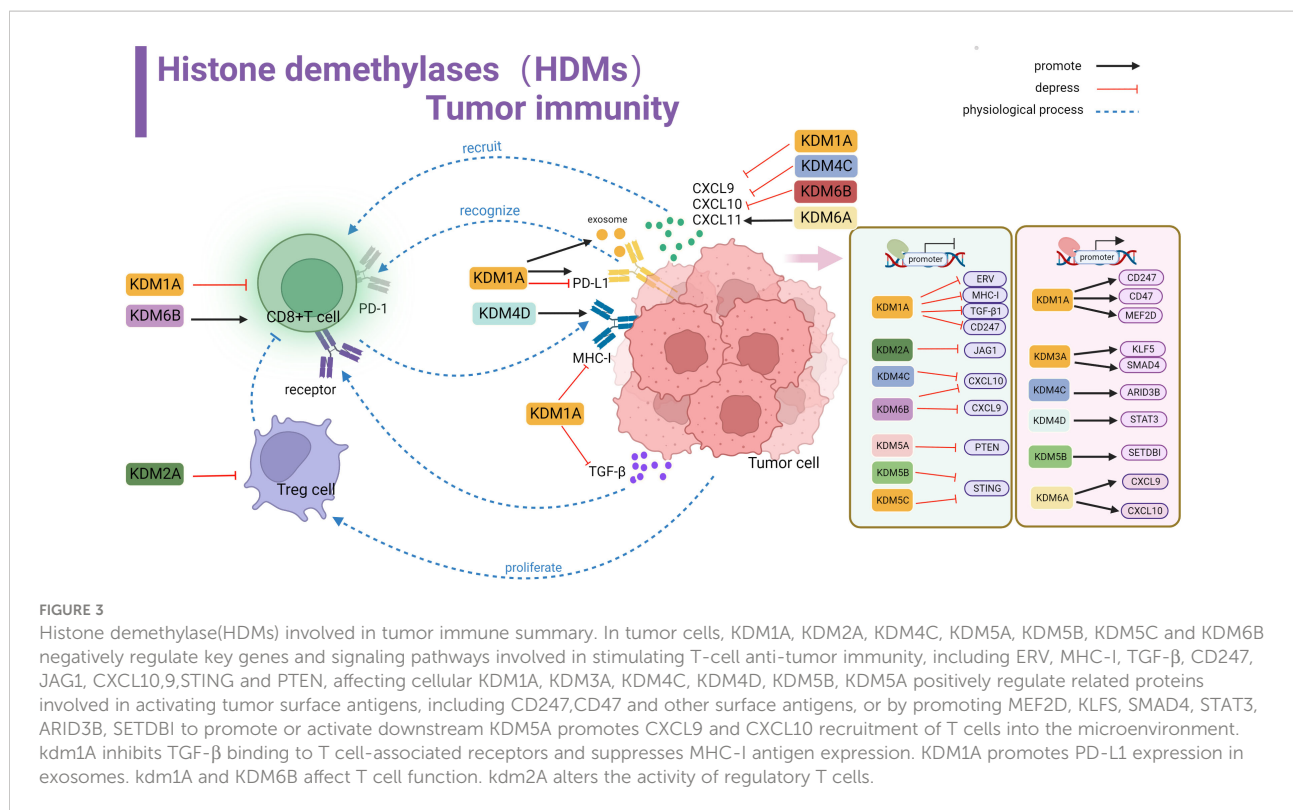 Histone demethylases（HDMs）
Tumor immunity
promote
depress
physiological process
recruit
recognize
exosome
CXCL9
CXCL10
CXCL11
KDM1A
KDM4C
KDM6B
KDM6A
KDM1A
KDM6B
CD8+T cell
PD-1
receptor
KDM1A
PD-L1
KDM4D
MHC-I
KDM1A
TGF-β
Tumor cell
KDM2A
Treg cell
proliferate
promoter
KDM1A
ERV
MHC-I
TGF-β1
CD247
KDM2A
JAG1
KDM4C
CXCL10
KDM6B
CXCL9
KDM5A
PTEN
KDM5B
STING
KDM5C
promoter
KDM1A
CD247
CD47
MEF2D
KDM3A
KLF5
SMAD4
KDM4C
ARID3B
KDM4D
STAT3
KDM5B
SETDBI
KDM6A
CXCL9
CXCL10
FIGURE 3
Histone demethylase(HDMs) involved in tumor immune summary. In tumor cells, KDM1A, KDM2A, KDM4C, KDM5A, KDM5B, KDM5C and KDM6B
negatively regulate key genes and signaling pathways involved in stimulating T-cell anti-tumor immunity, including ERV, MHC-I, TGF-β, CD247,
JAG1, CXCL10,9,STING and PTEN, affecting cellular KDM1A, KDM3A, KDM4C, KDM4D, KDM5B, KDM5A positively regulate related proteins
involved in activating tumor surface antigens, including CD247,CD47 and other surface antigens, or by promoting MEF2D, KLFS, SMAD4, STAT3,
ARID3B, SETDBI to promote or activate downstream KDM5A promotes CXCL9 and CXCL10 recruitment of T cells into the microenvironment.
kdm1A inhibits TGF-β binding to T cell-associated receptors and suppresses MHC-I antigen expression. KDM1A promotes PD-L1 expression in
exosomes. kdm1A and KDM6B affect T cell function. kdm2A alters the activity of regulatory T cells.